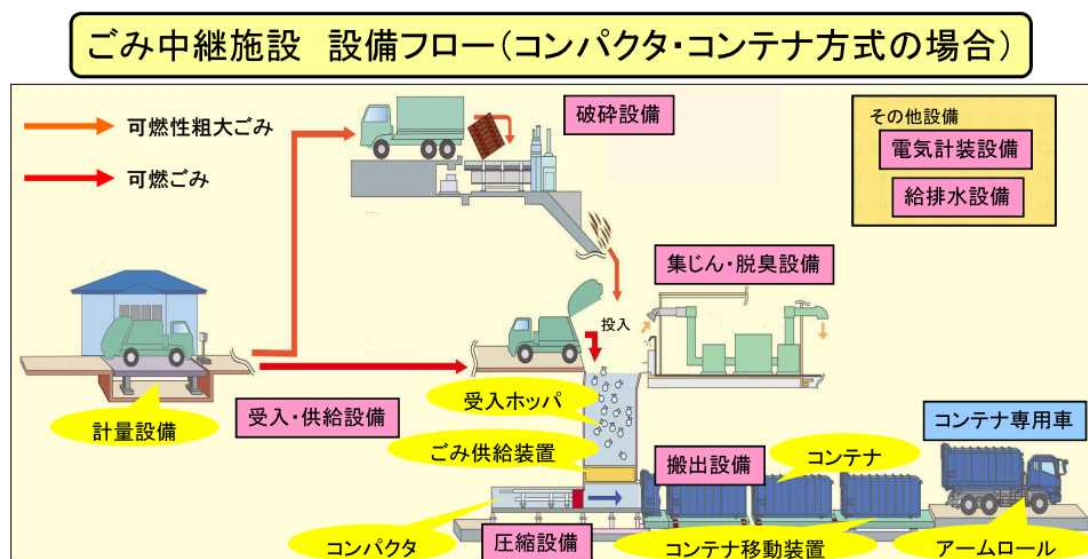 ごみ中継施設 設備フロー(コンパクタ・コンテナ方式の場合)
可燃性粗大ごみ
可燃ごみ
破砕設備
その他設備
電気計装設備
給排水設備
集じん・脱臭設備
投入
計量設備
受入・供給設備
受入ホッパ
ごみ供給装置
搬出設備
コンテナ
コンテナ専用車
コンパクタ
圧縮設備
コンテナ移動装置
アームロール